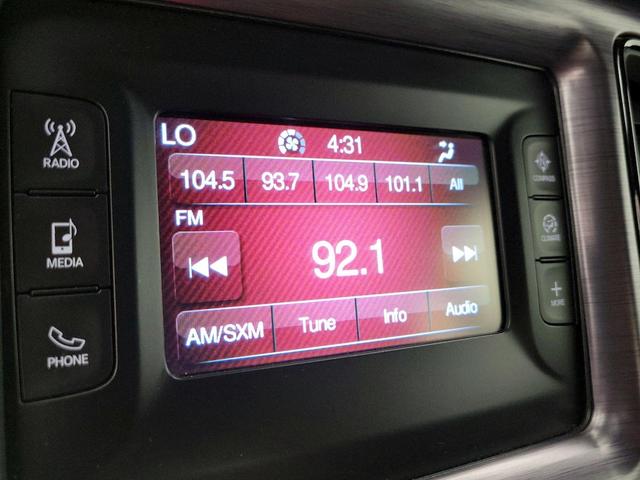 RADIO
MEDIA
PHONE
LO 4:31
104.5 93.7 104.9 101.1 All
FM
92.1
AM/SXM Tune Info Audio
COMPASS
CLIMATE
MORE